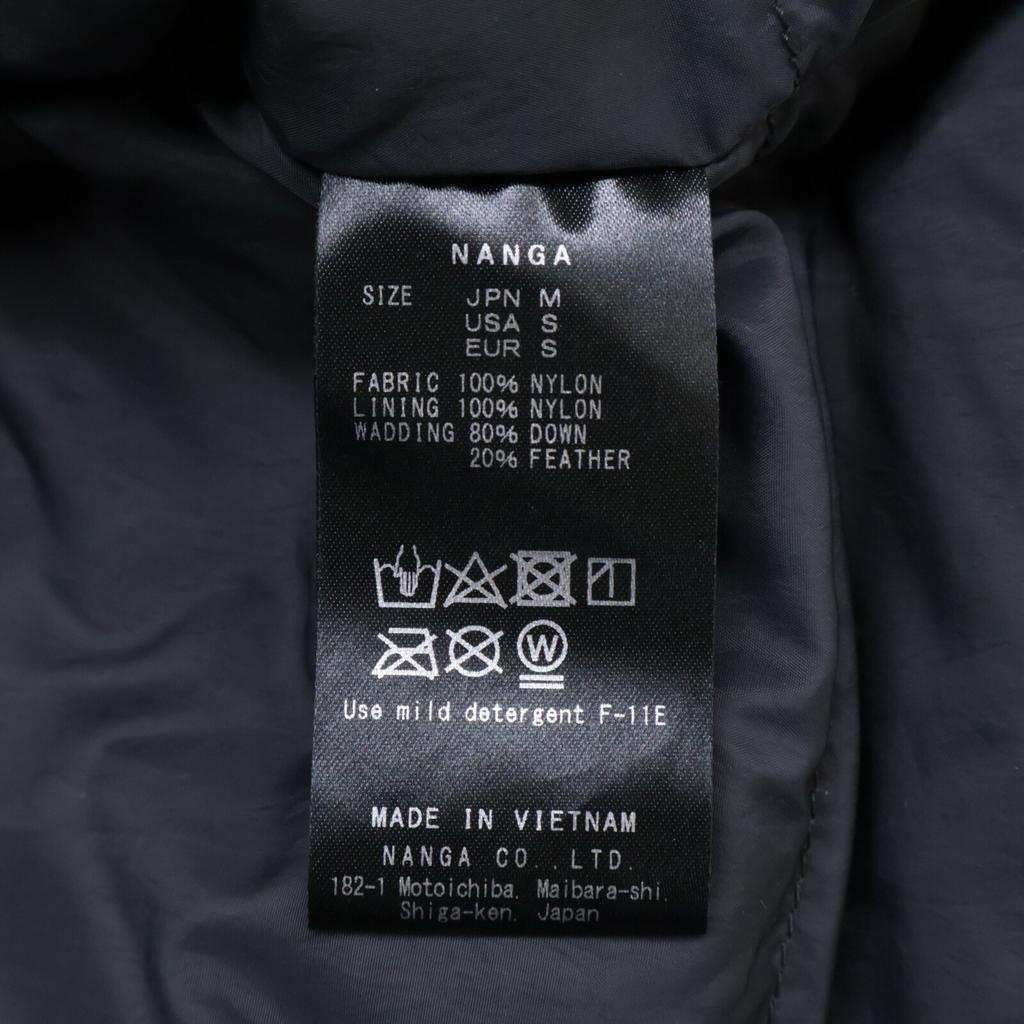 NANGA
SIZE JPN M
USA S
EUR S
FABRIC 100% NYLON
LINING 100% NYLON
WADDING 80% DOWN
20% FEATHER
W
Use mild detergent F-11E
MADE IN VIETNAM
NANGA CO.,LTD.
182-1 Motoichiba, Maibara-shi,
Shiga-ken, Japan